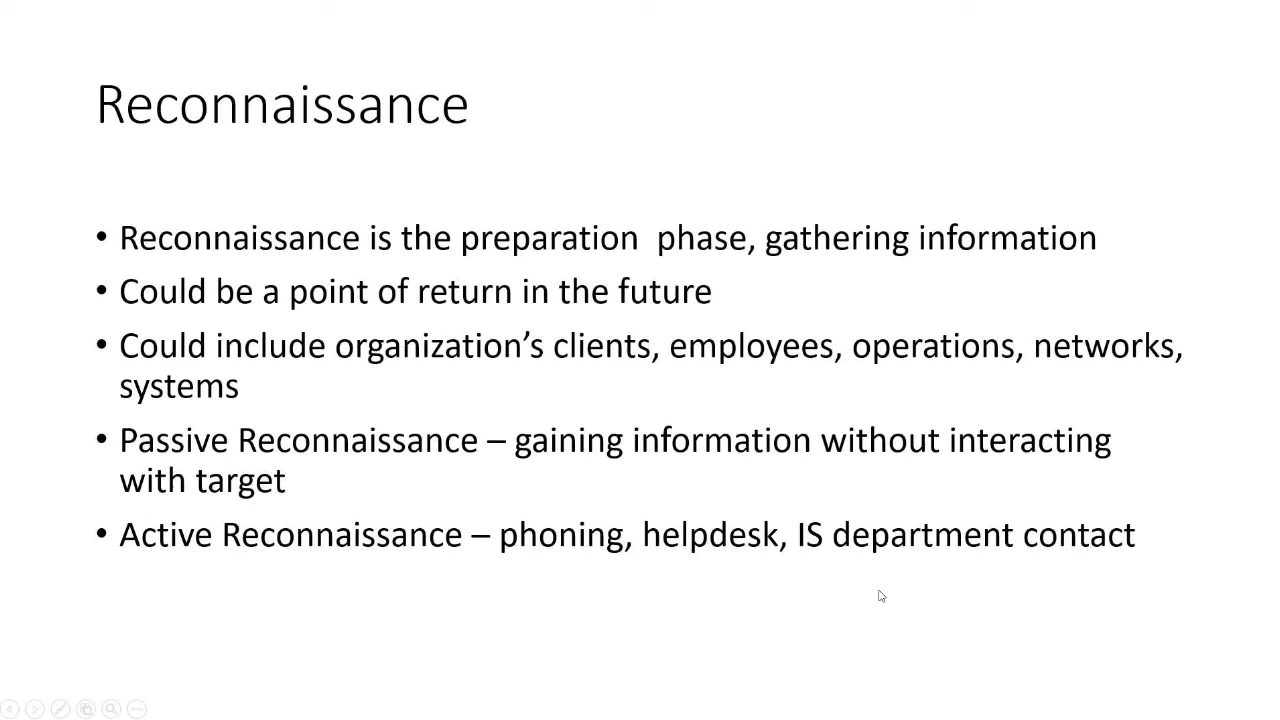 Reconnaissance
• Reconnaissance is the preparation  phase, gathering information
• Could be a point of return in the future
• Could include organization’s clients, employees, operations, networks,
systems
• Passive Reconnaissance – gaining information without interacting
with target
• Active Reconnaissance – phoning, helpdesk, IS department contact